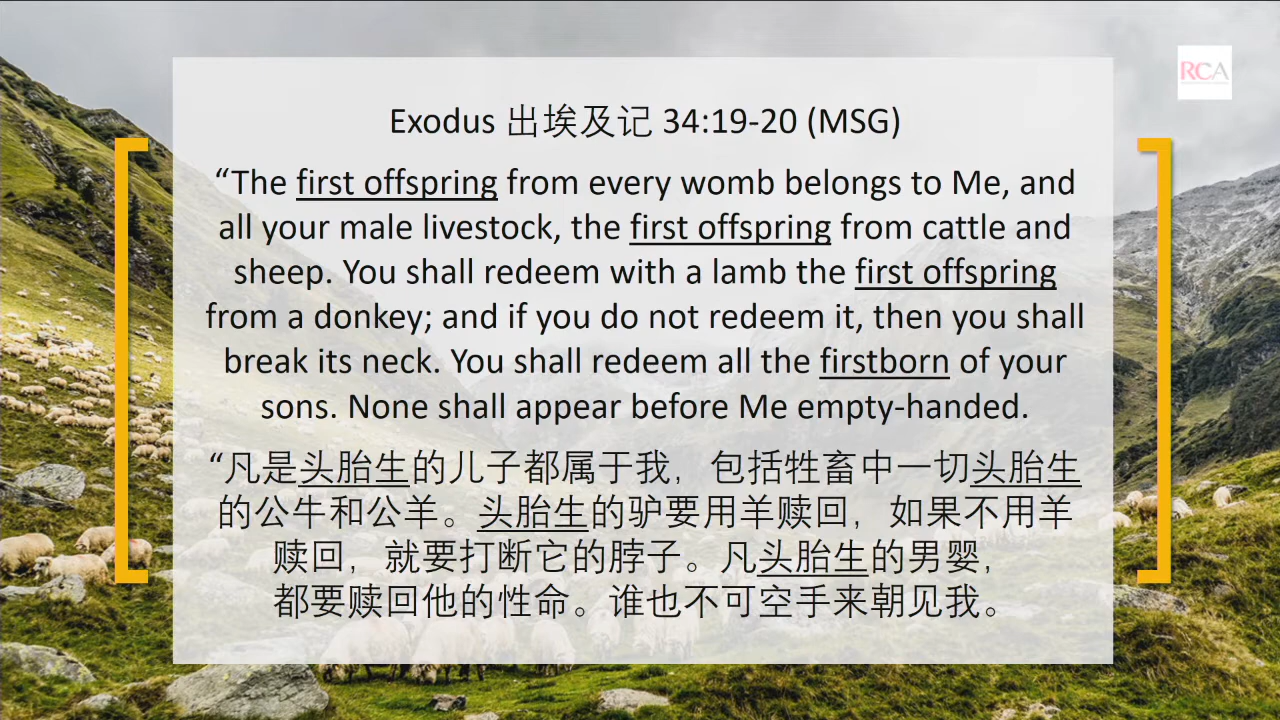 RCA
Exodus 出埃及记 34:19-20 (MSG)
“The first offspring from every womb belongs to Me, and
all your male livestock, the first offspring from cattle and
sheep. You shall redeem with a lamb the first offspring
from a donkey; and if you do not redeem it, then you shall
break its neck. You shall redeem all the firstborn of your
sons. None shall appear before Me empty-handed.
“凡是头胎生的儿子都属于我，包括牲畜中一切头胎生
的公牛和公羊。头胎生的驴要用羊赎回，如果不用羊
赎回，就要打断它的脖子。凡头胎生的男婴，
都要赎回他的性命。谁也不可空手来朝见我。